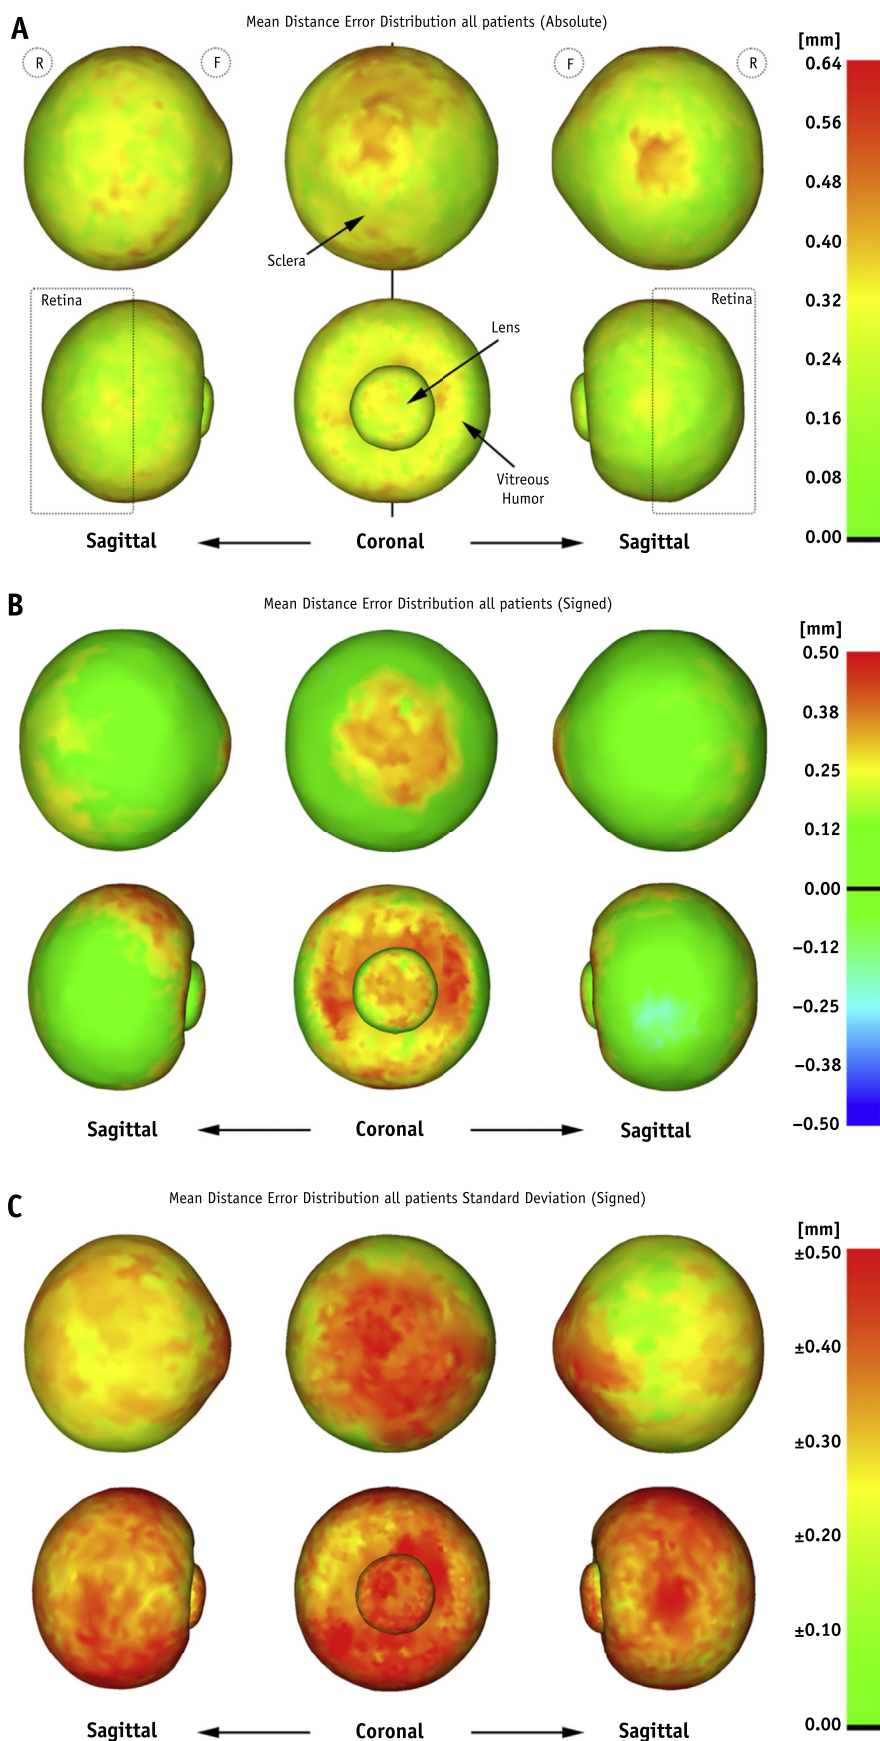 A
Mean Distance Error Distribution all patients (Absolute)
[mm]
R
F
F
R
0.64
0.56
0.48
0.40
0.32
0.24
0.16
0.08
0.00
Sclera
Retina
Retina
Lens
Vitreous
Humor
Sagittal
Coronal
Sagittal
B
Mean Distance Error Distribution all patients (Signed)
[mm]
0.50
0.38
0.25
0.12
0.00
−0.12
−0.25
−0.38
−0.50
Sagittal
Coronal
Sagittal
C
Mean Distance Error Distribution all patients Standard Deviation (Signed)
[mm]
±0.50
±0.40
±0.30
±0.20
±0.10
0.00
Sagittal
Coronal
Sagittal